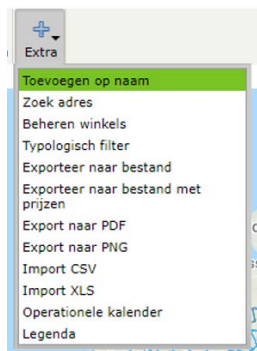 Extra
Toevoegen op naam
Zoek adres
Beheren winkels
Typologisch filter
Exporteer naar bestand
Exporteer naar bestand met
prijzen
Export naar PDF
Export naar PNG
Import CSV
Import XLS
Operationele kalender
Legenda